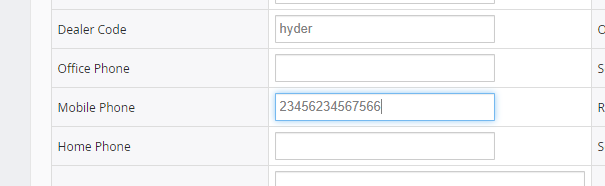 Dealer Code hyder O
Office Phone S
Mobile Phone 23456234567566 R
Home Phone S